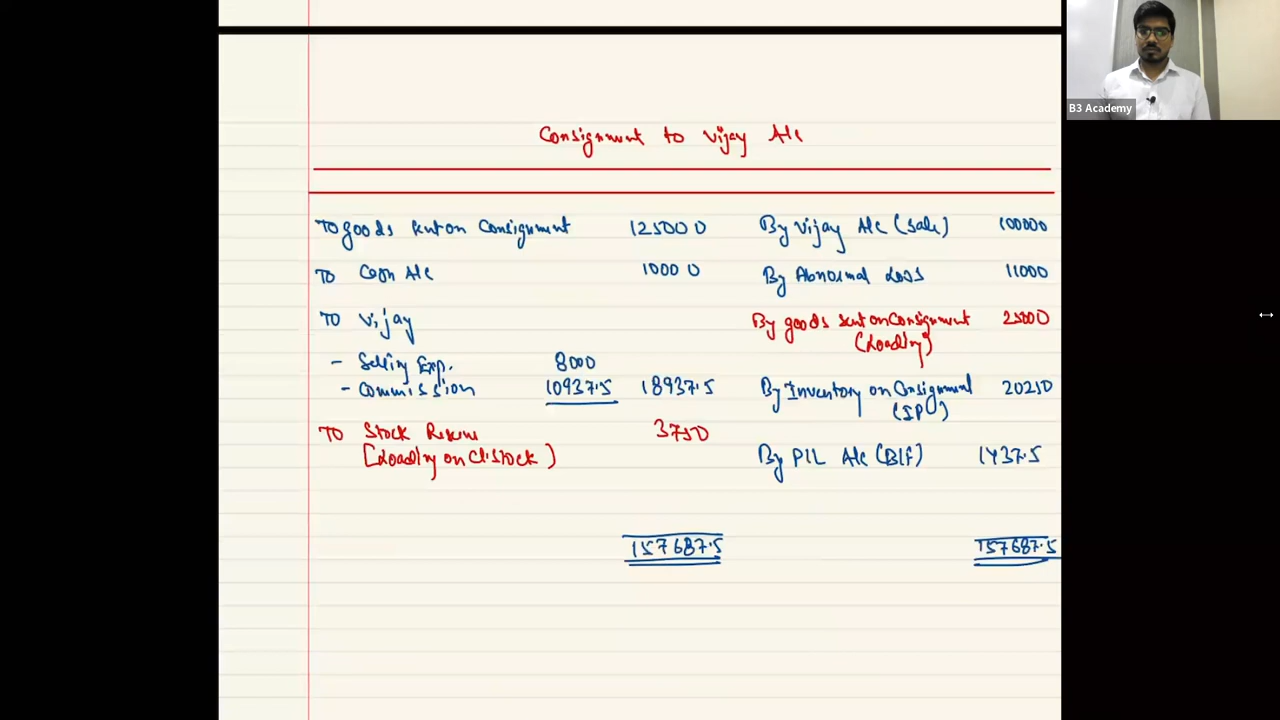 B3 Academy
Consignment to Vijay A/c
To goods sent on Consignment 125000 By Vijay A/c (Sale) 100000
To Cash A/c 10000 By Abnormal Loss 11000
To Vijay By goods sent on Consignment 25000
(Loading)
- Selling Exp. 8000
- Commission 10937.5 18937.5 By Inventory on Consignment 20250
(IP)
To Stock Reserve 3750
[Loading on Cl. Stock] By P/L A/c (B/f) 1437.5
157687.5 157687.5